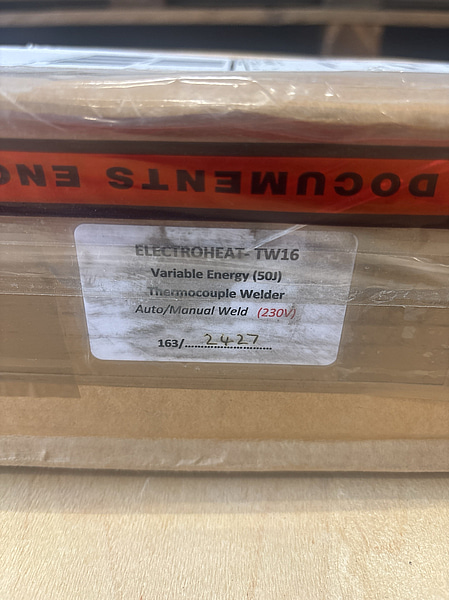 DOCUMENTS ENC
ELECTROHEAT- TW16
Variable Energy (50J)
Thermocouple Welder
Auto/Manual Weld (230V)
163/...2427...